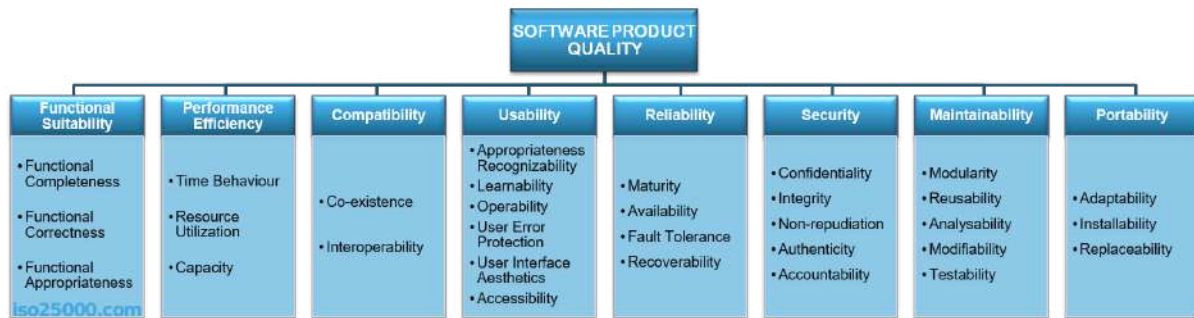 SOFTWARE PRODUCT
QUALITY
Functional
Suitability
• Functional
Completeness
• Functional
Correctness
• Functional
Appropriateness
iso25000.com
Performance
Efficiency
• Time Behaviour
• Resource
Utilization
• Capacity
Compatibility
• Co-existence
• Interoperability
Usability
• Appropriateness
Recognizability
• Learnability
• Operability
• User Error
Protection
• User Interface
Aesthetics
• Accessibility
Reliability
• Maturity
• Availability
• Fault Tolerance
• Recoverability
Security
• Confidentiality
• Integrity
• Non-repudiation
• Authenticity
• Accountability
Maintainability
• Modularity
• Reusability
• Analysability
• Modifiability
• Testability
Portability
• Adaptability
• Installability
• Replaceability